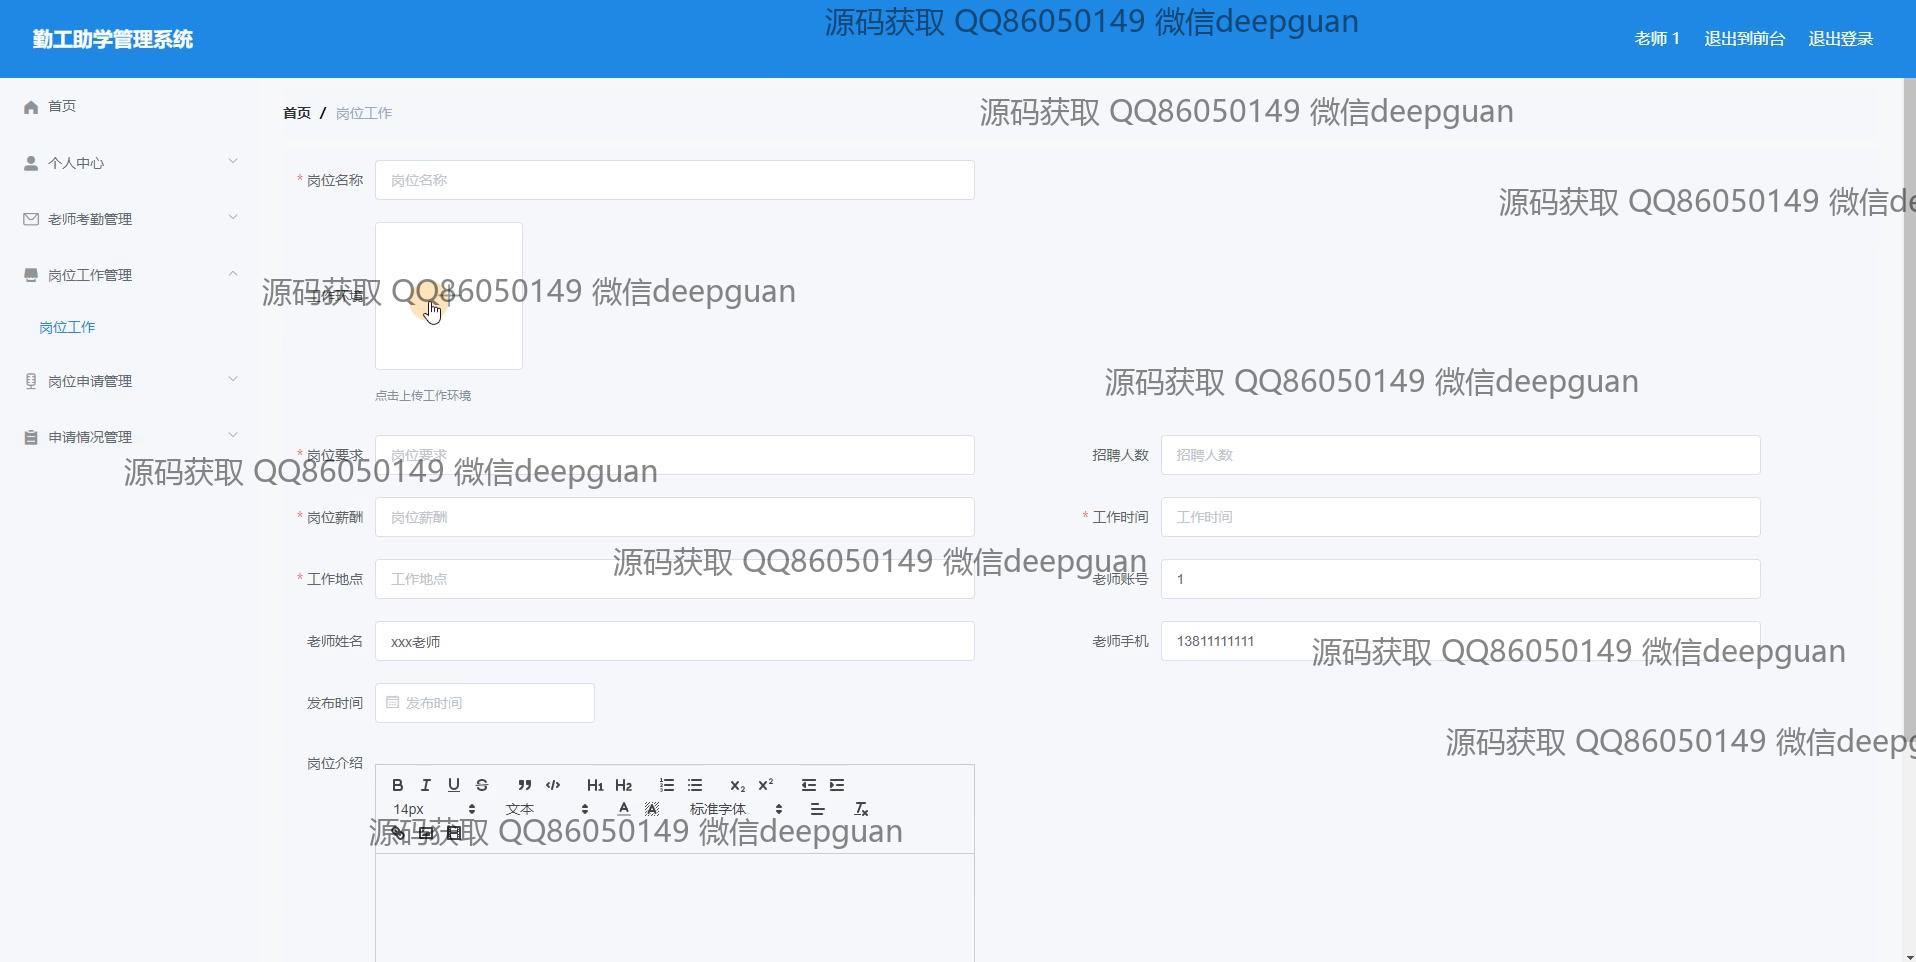 源码获取 QQ86050149 微信deepguan
勤工助学管理系统
老师 1 退出到前台 退出登录
首页
首页 / 岗位工作
源码获取 QQ86050149 微信deepguan
个人中心
* 岗位名称 岗位名称
源码获取 QQ86050149 微信de
老师考勤管理
岗位工作管理
工作环境
源码获取 QQ86050149 微信deepguan
岗位工作
岗位申请管理
源码获取 QQ86050149 微信deepguan
点击上传工作环境
申请情况管理
* 岗位要求 岗位要求
招聘人数 招聘人数
源码获取 QQ86050149 微信deepguan
* 岗位薪酬 岗位薪酬
* 工作时间 工作时间
源码获取 QQ86050149 微信deepguan
* 工作地点 工作地点
老师账号 1
老师姓名 xxx老师
老师手机 13811111111
源码获取 QQ86050149 微信deepguan
发布时间 发布时间
源码获取 QQ86050149 微信deepg
岗位介绍
B I U S ” </> H1 H2 x2 x2
14px 文本 A A 标准字体 Tx
源码获取 QQ86050149 微信deepguan